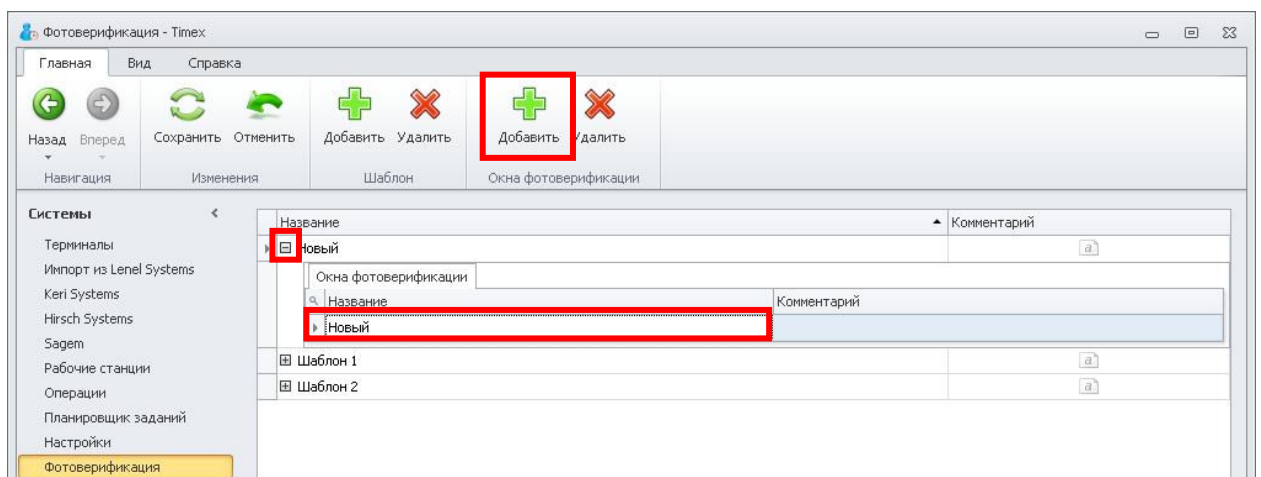 Фотоверификация - Timex
Главная Вид Справка
Назад Вперед Сохранить Отменить Добавить Удалить Добавить Удалить
Навигация Изменения Шаблон Окна фотоверификации
Системы
Название Комментарий
Терминалы
Новый
Импорт из Lenel Systems
Окна фотоверификации
Keri Systems
Название Комментарий
Hirsch Systems
Новый
Sagem
Шаблон 1
Рабочие станции
Шаблон 2
Операции
Планировщик заданий
Настройки
Фотоверификация